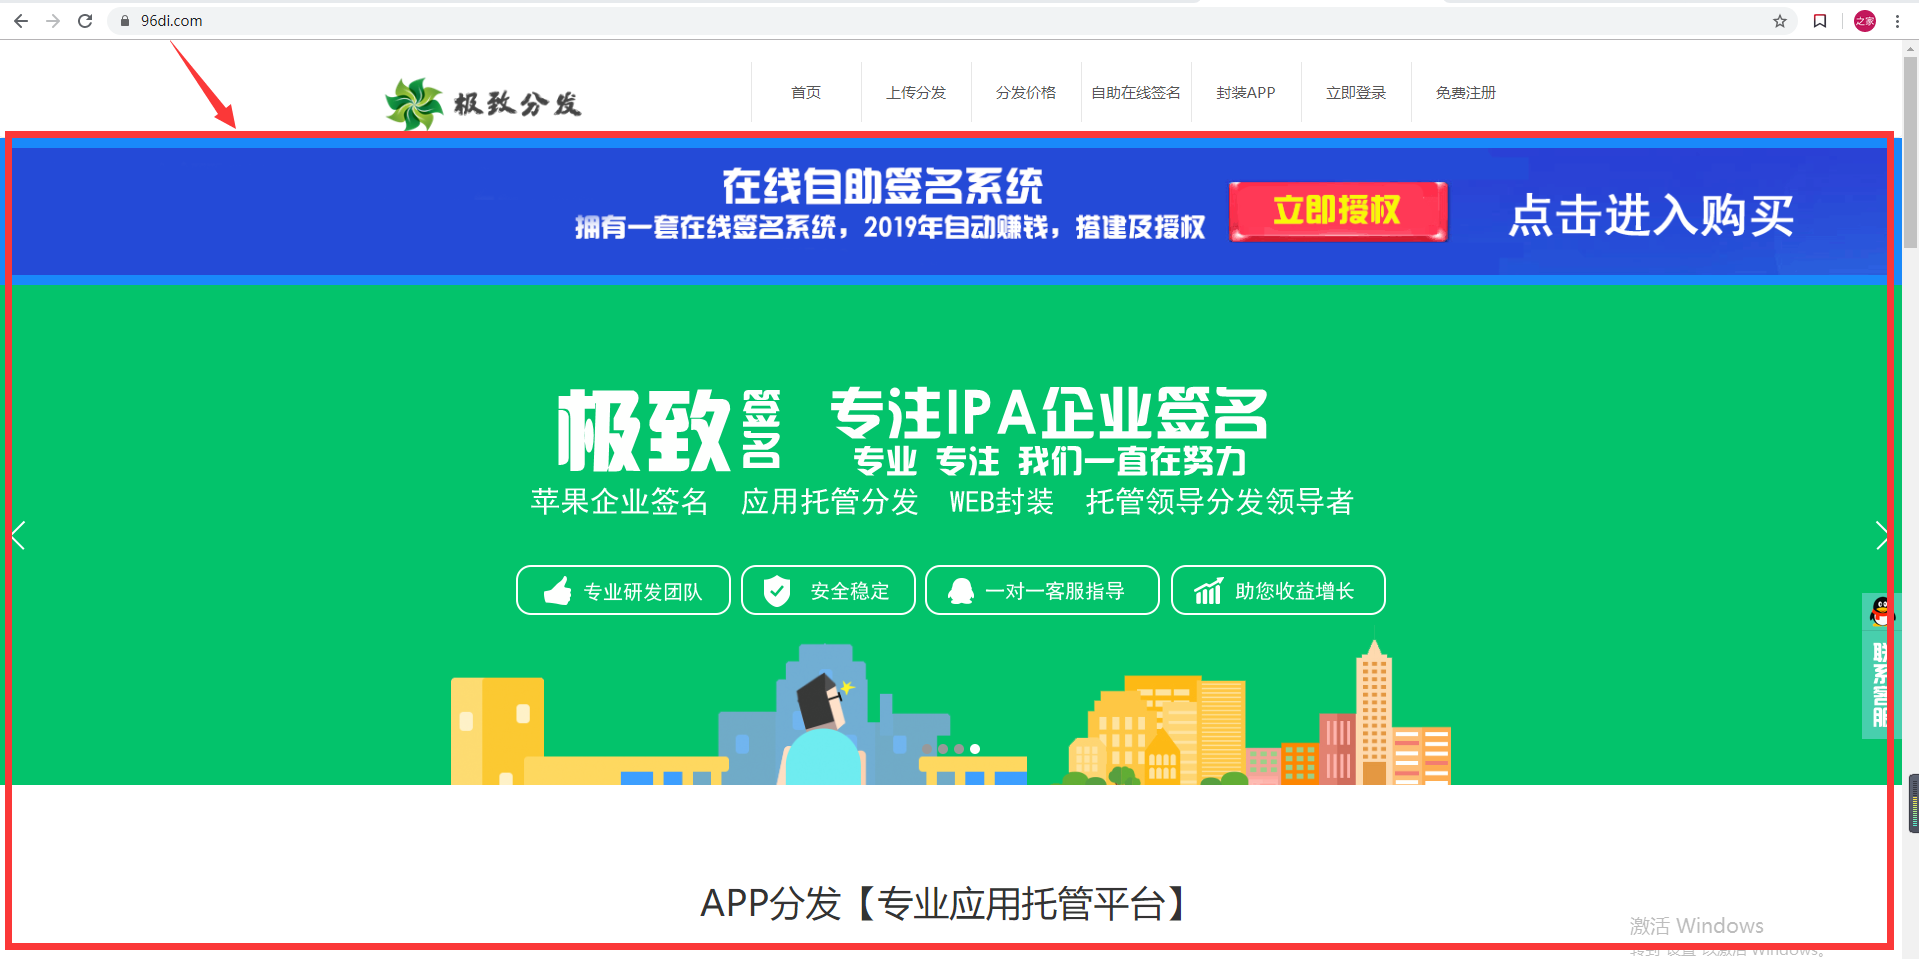 96di.com
之家
极致分发
首页
上传分发
分发价格
自助在线签名
封装APP
立即登录
免费注册
在线自助签名系统
拥有一套在线签名系统，2019年自动赚钱，搭建及授权
立即授权
点击进入购买
极致签名
专注IPA企业签名
专业 专注 我们一直在努力
苹果企业签名 应用托管分发 WEB封装 托管领导分发领导者
专业研发团队
安全稳定
一对一客服指导
助您收益增长
联系客服
APP分发【专业应用托管平台】
激活 Windows
转到"设置"以激活 Windows。